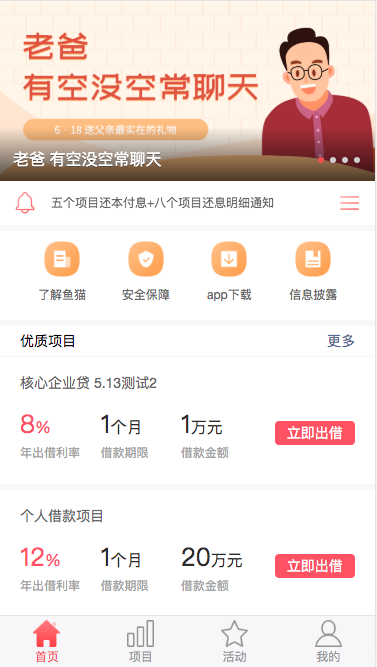 老爸
有空没空常聊天
6·18 送父亲最实在的礼物
老爸 有空没空常聊天
五个项目还本付息+八个项目还息明细通知
了解鱼猫 安全保障 app下载 信息披露
优质项目 更多
核心企业贷 5.13测试2
8% 1个月 1万元 立即出借
年出借利率 借款期限 借款金额
个人借款项目
12% 1个月 20万元 立即出借
年出借利率 借款期限 借款金额
首页 项目 活动 我的